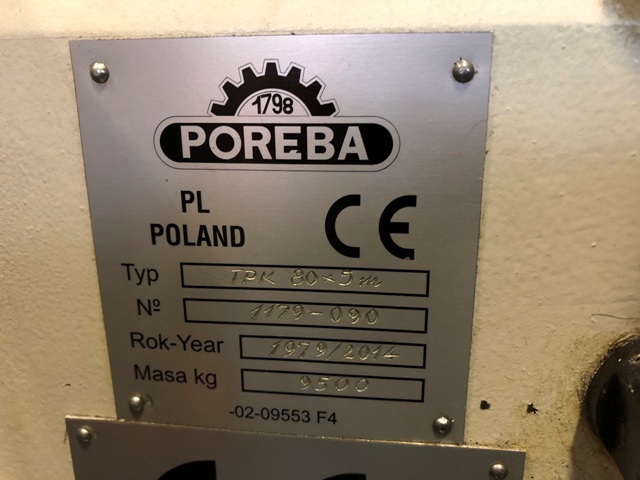 1798
PORĘBA
PL
POLAND
CE
Typ TPK 80×5m
Nº 1179-090
Rok-Year 1979/2014
Masa kg 9500
-02-09553 F4